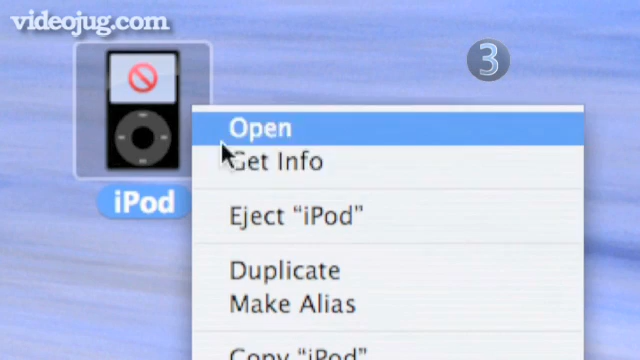 videojug.com
3
Open
Get Info
Eject “iPod”
iPod
Duplicate
Make Alias
Copy “iPod”